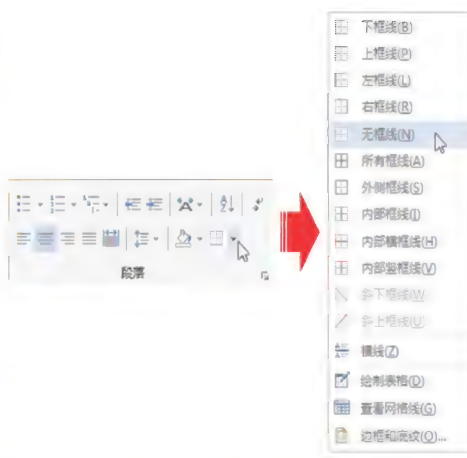 段落
下框线(B)
上框线(P)
左框线(L)
右框线(R)
无框线(N)
所有框线(A)
外侧框线(S)
内部框线(I)
内部横框线(H)
内部竖框线(V)
斜下框线(W)
斜上框线(U)
横线(Z)
绘制表格(D)
查看网格线(G)
边框和底纹(O)...